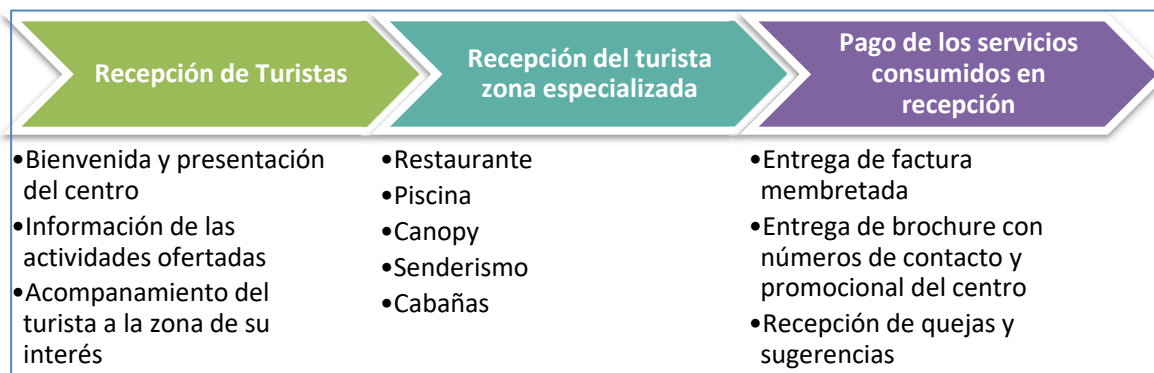 Recepción de Turistas
•Bienvenida y presentación
del centro
•Información de las
actividades ofertadas
•Acompanamiento del
turista a la zona de su
interés
Recepción del turista
zona especializada
•Restaurante
•Piscina
•Canopy
•Senderismo
•Cabañas
Pago de los servicios
consumidos en
recepción
•Entrega de factura
membretada
•Entrega de brochure con
números de contacto y
promocional del centro
•Recepción de quejas y
sugerencias